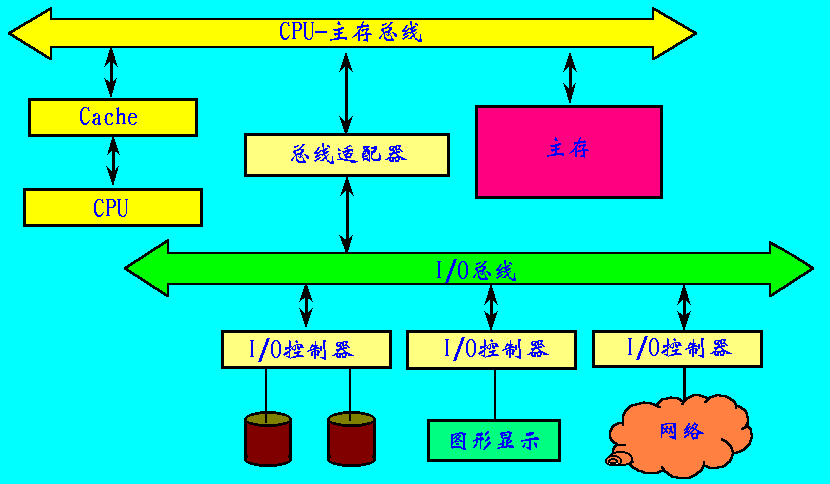 CPU-主存总线
Cache
总线适配器
主存
CPU
I/O总线
I/O控制器
I/O控制器
I/O控制器
图形显示
网络